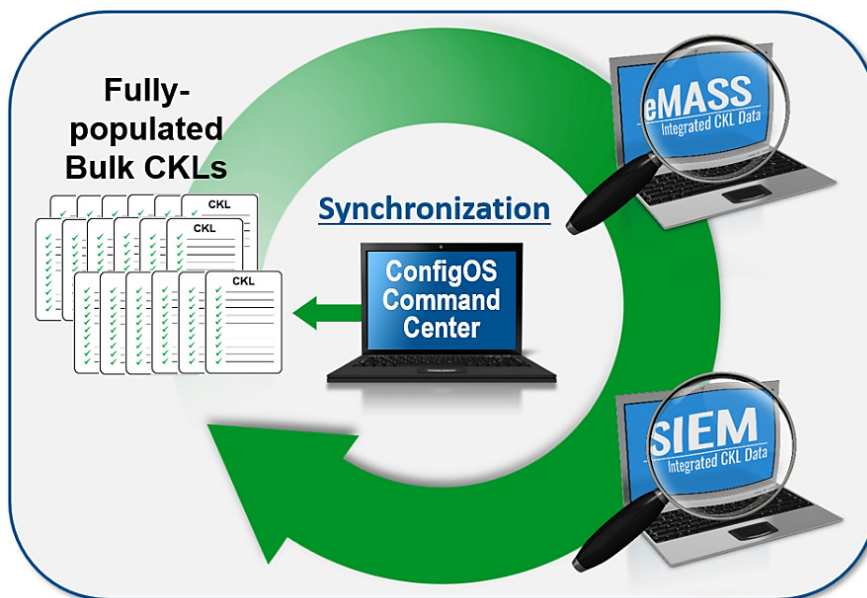 Fully-
populated
Bulk CKLs
CKL
CKL
CKL
Synchronization
ConfigOS
Command
Center
eMASS
Integrated CKL Data
SIEM
Integrated CKL Data